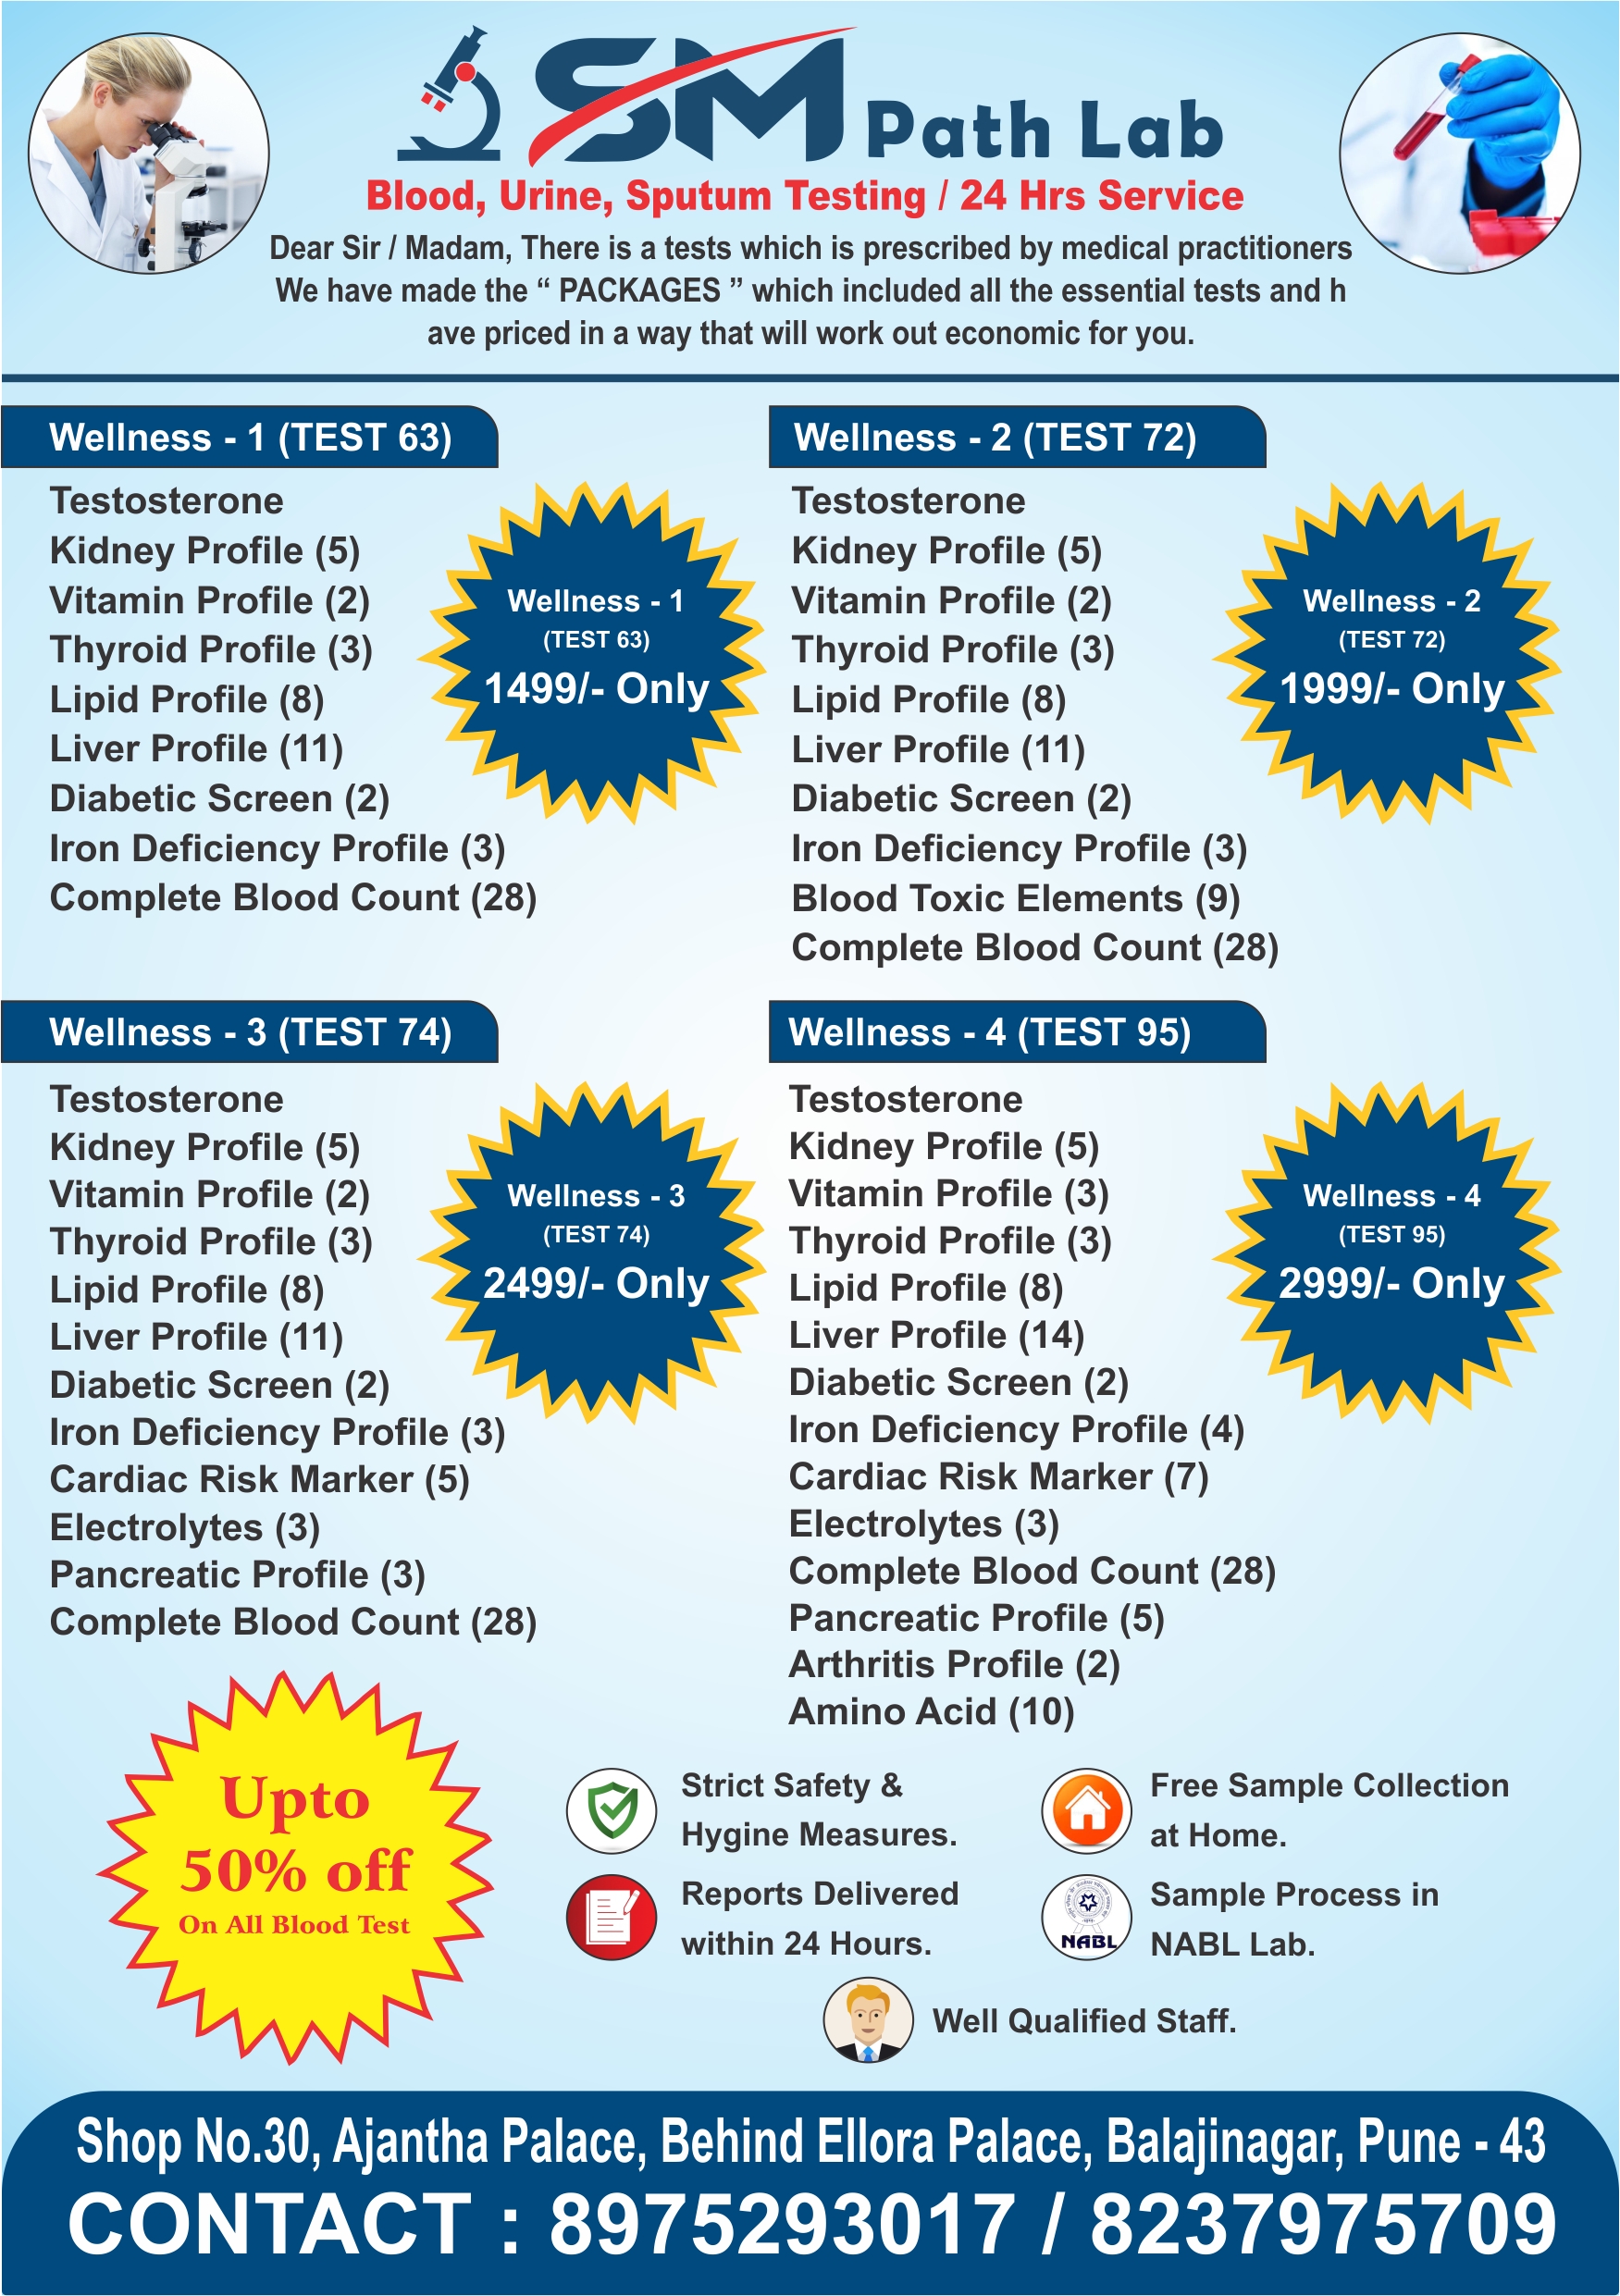 SM Path Lab
Blood, Urine, Sputum Testing / 24 Hrs Service
Dear Sir / Madam, There is a tests which is prescribed by medical practitioners
We have made the “ PACKAGES ” which included all the essential tests and h
ave priced in a way that will work out economic for you.
Wellness - 1 (TEST 63)
Testosterone
Kidney Profile (5)
Vitamin Profile (2)
Thyroid Profile (3)
Lipid Profile (8)
Liver Profile (11)
Diabetic Screen (2)
Iron Deficiency Profile (3)
Complete Blood Count (28)
Wellness - 1
(TEST 63)
1499/- Only
Wellness - 2 (TEST 72)
Testosterone
Kidney Profile (5)
Vitamin Profile (2)
Thyroid Profile (3)
Lipid Profile (8)
Liver Profile (11)
Diabetic Screen (2)
Iron Deficiency Profile (3)
Blood Toxic Elements (9)
Complete Blood Count (28)
Wellness - 2
(TEST 72)
1999/- Only
Wellness - 3 (TEST 74)
Testosterone
Kidney Profile (5)
Vitamin Profile (2)
Thyroid Profile (3)
Lipid Profile (8)
Liver Profile (11)
Diabetic Screen (2)
Iron Deficiency Profile (3)
Cardiac Risk Marker (5)
Electrolytes (3)
Pancreatic Profile (3)
Complete Blood Count (28)
Wellness - 3
(TEST 74)
2499/- Only
Wellness - 4 (TEST 95)
Testosterone
Kidney Profile (5)
Vitamin Profile (3)
Thyroid Profile (3)
Lipid Profile (8)
Liver Profile (14)
Diabetic Screen (2)
Iron Deficiency Profile (4)
Cardiac Risk Marker (7)
Electrolytes (3)
Complete Blood Count (28)
Pancreatic Profile (5)
Arthritis Profile (2)
Amino Acid (10)
Wellness - 4
(TEST 95)
2999/- Only
Upto
50% off
On All Blood Test
Strict Safety &
Hygine Measures.
Free Sample Collection
at Home.
Reports Delivered
within 24 Hours.
NABL
Sample Process in
NABL Lab.
Well Qualified Staff.
Shop No.30, Ajantha Palace, Behind Ellora Palace, Balajinagar, Pune - 43
CONTACT : 8975293017 / 8237975709